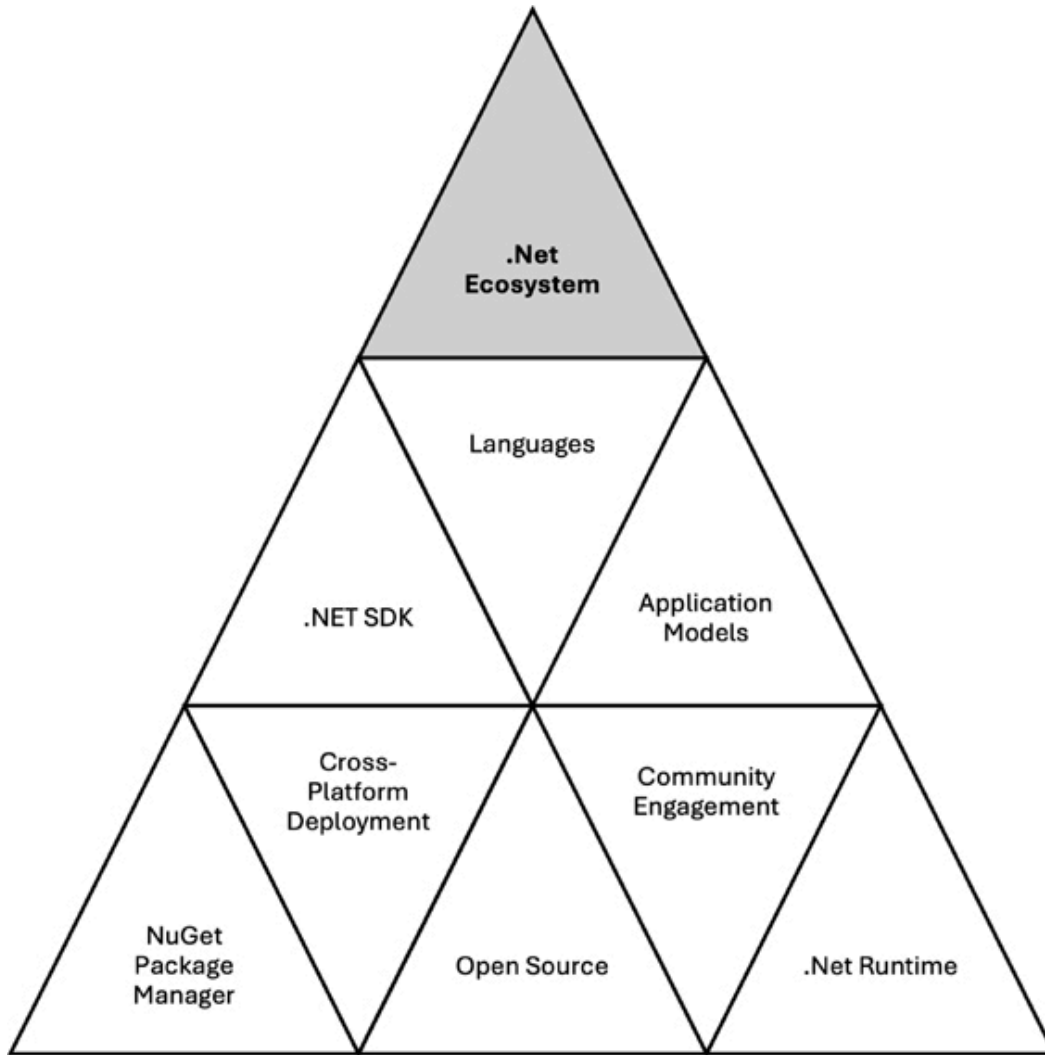 .Net
Ecosystem
Languages
.NET SDK
Application
Models
Cross-
Platform
Deployment
Community
Engagement
NuGet
Package
Manager
Open Source
.Net Runtime